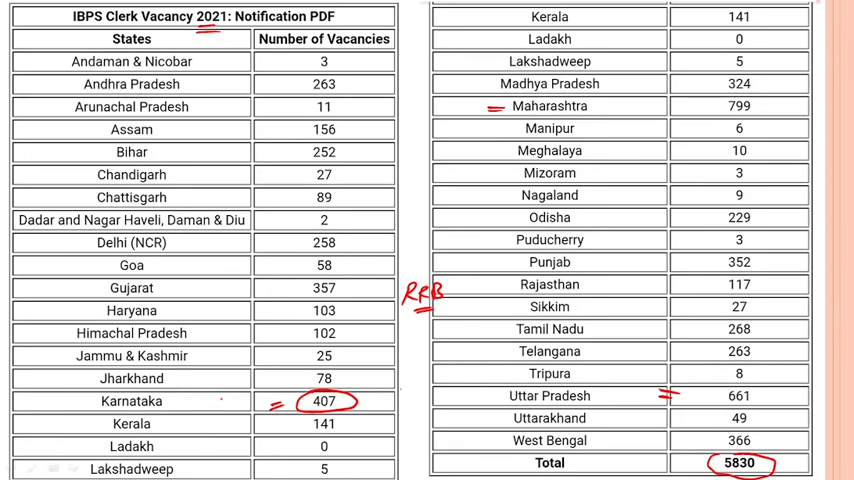 IBPS Clerk Vacancy 2021: Notification PDF
States Number of Vacancies
Andaman & Nicobar 3
Andhra Pradesh 263
Arunachal Pradesh 11
Assam 156
Bihar 252
Chandigarh 27
Chattisgarh 89
Dadar and Nagar Haveli, Daman & Diu 2
Delhi (NCR) 258
Goa 58
Gujarat 357
Haryana 103
Himachal Pradesh 102
Jammu & Kashmir 25
Jharkhand 78
Karnataka = 407
Kerala 141
Ladakh 0
Lakshadweep 5
RRB
Kerala 141
Ladakh 0
Lakshadweep 5
Madhya Pradesh 324
= Maharashtra 799
Manipur 6
Meghalaya 10
Mizoram 3
Nagaland 9
Odisha 229
Puducherry 3
Punjab 352
Rajasthan 117
Sikkim 27
Tamil Nadu 268
Telangana 263
Tripura 8
Uttar Pradesh = 661
Uttarakhand 49
West Bengal 366
Total 5830